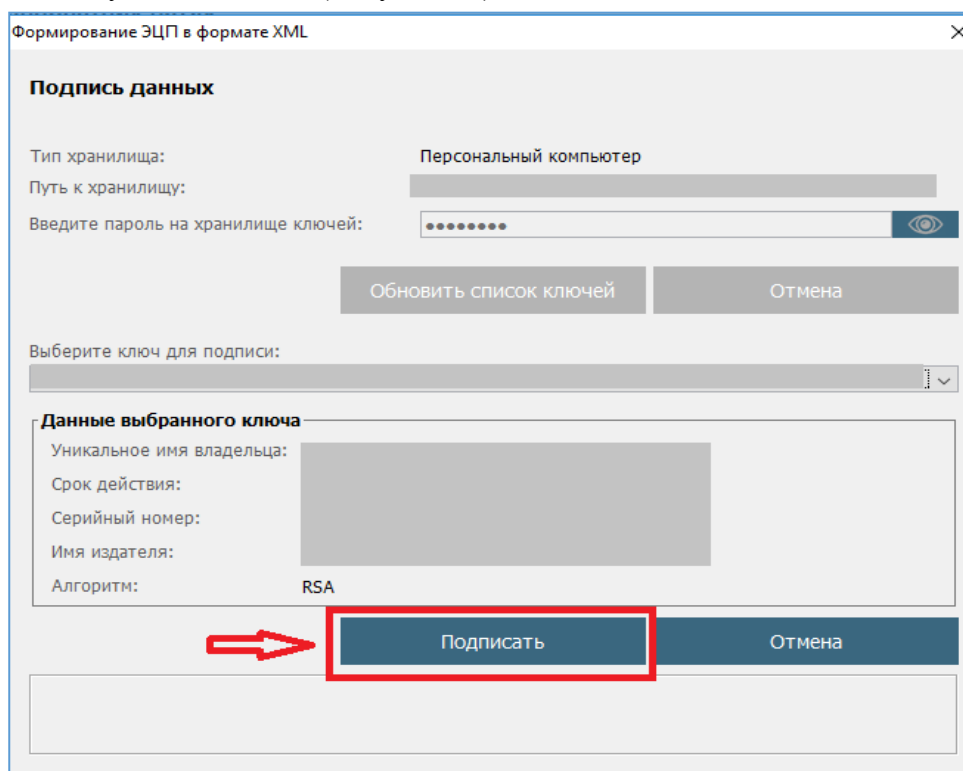 Формирование ЭЦП в формате XML
Подпись данных
Тип хранилища: Персональный компьютер
Путь к хранилищу:
Введите пароль на хранилище ключей: ••••••••
Обновить список ключей Отмена
Выберите ключ для подписи:
Данные выбранного ключа
Уникальное имя владельца:
Срок действия:
Серийный номер:
Имя издателя:
Алгоритм: RSA
Подписать Отмена